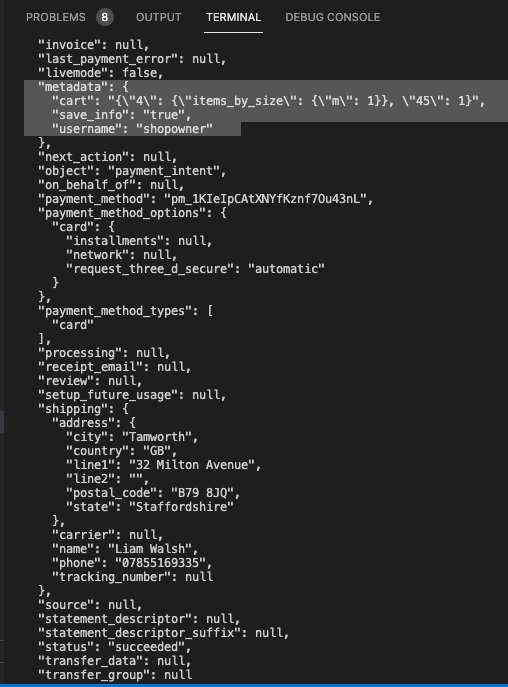 PROBLEMS 8 OUTPUT TERMINAL DEBUG CONSOLE
"invoice": null,
"last_payment_error": null,
"livemode": false,
"metadata": {
"cart": "{\"4\": {\"items_by_size\": {\"m\": 1}}, \"45\": 1}",
"save_info": "true",
"username": "shopowner"
},
"next_action": null,
"object": "payment_intent",
"on_behalf_of": null,
"payment_method": "pm_1KIeIpCAtXNYfKznf7Ou43nL",
"payment_method_options": {
"card": {
"installments": null,
"network": null,
"request_three_d_secure": "automatic"
}
},
"payment_method_types": [
"card"
],
"processing": null,
"receipt_email": null,
"review": null,
"setup_future_usage": null,
"shipping": {
"address": {
"city": "Tamworth",
"country": "GB",
"line1": "32 Milton Avenue",
"line2": "",
"postal_code": "B79 8JQ",
"state": "Staffordshire"
},
"carrier": null,
"name": "Liam Walsh",
"phone": "07855169335",
"tracking_number": null
},
"source": null,
"statement_descriptor": null,
"statement_descriptor_suffix": null,
"status": "succeeded",
"transfer_data": null,
"transfer_group": null